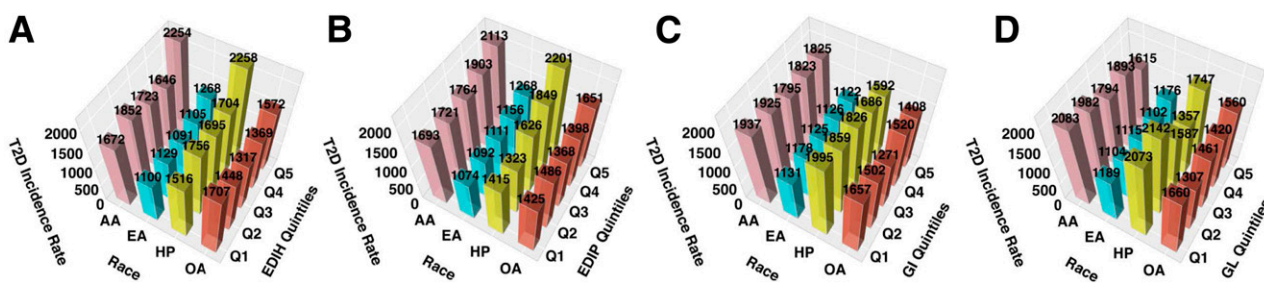 A
2254
2258
1646
1268
1723
1704
1572
1852
1105
1695
1369
1672
1091
1756
1317
1129
1448
1100
1516
1707
2000
1500
1000
500
0
T2D Incidence Rate
AA
EA
HP
OA
Race
Q1
Q2
Q3
Q4
Q5
EDIH Quintiles
B
2113
2201
1903
1268
1764
1849
1651
1721
1156
1626
1398
1693
1111
1323
1368
1092
1486
1074
1415
1425
2000
1500
1000
500
0
T2D Incidence Rate
AA
EA
HP
OA
Race
Q1
Q2
Q3
Q4
Q5
EDIP Quintiles
C
1825
1823
1592
1795
1122
1686
1408
1925
1126
1826
1520
1937
1125
1859
1271
1178
1995
1502
1131
1657
2000
1500
1000
500
0
T2D Incidence Rate
AA
EA
HP
OA
Race
Q1
Q2
Q3
Q4
Q5
GI Quintiles
D
1615
1893
1747
1794
1176
1357
1560
1982
1102
1587
1420
2083
1115
2142
1461
1104
2073
1307
1189
1660
2000
1500
1000
500
0
T2D Incidence Rate
AA
EA
HP
OA
Race
Q1
Q2
Q3
Q4
Q5
GL Quintiles